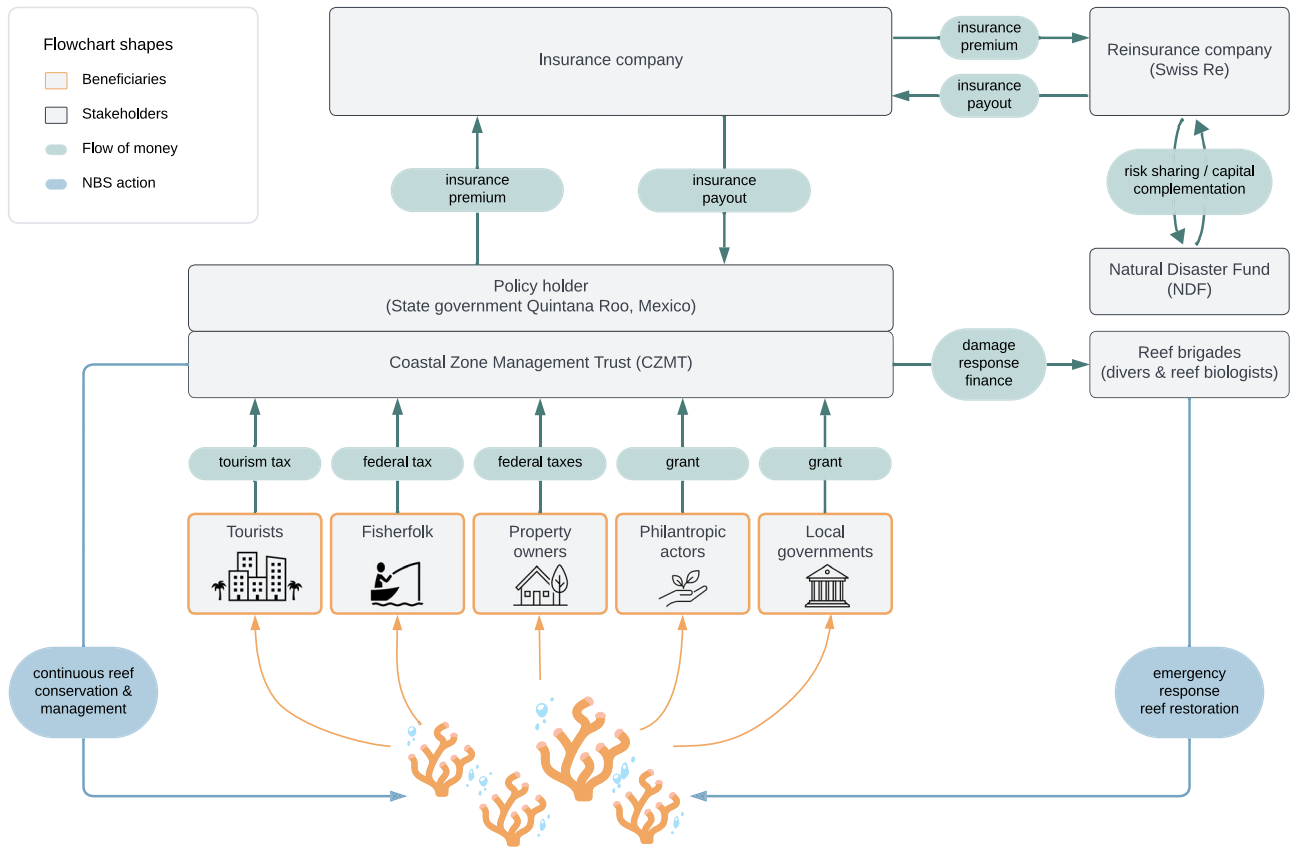 Flowchart shapes
Beneficiaries
Stakeholders
Flow of money
NBS action
Insurance company
insurance
premium
insurance
payout
Reinsurance company
(Swiss Re)
insurance
premium
insurance
payout
risk sharing / capital
complementation
Natural Disaster Fund
(NDF)
Policy holder
(State government Quintana Roo, Mexico)
Coastal Zone Management Trust (CZMT)
damage
response
finance
Reef brigades
(divers & reef biologists)
tourism tax
federal tax
federal taxes
grant
grant
Tourists
Fisherfolk
Property
owners
Philantropic
actors
Local
governments
continuous reef
conservation &
management
emergency
response
reef restoration